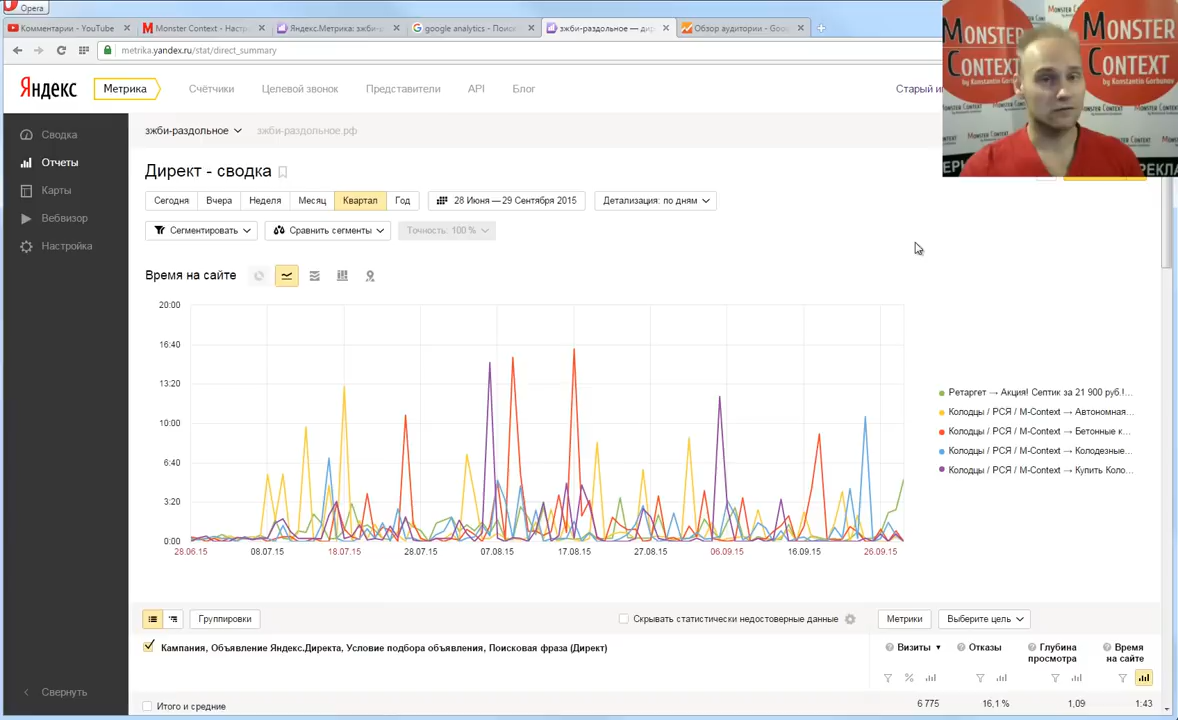 Opera
Комментарии - YouTube
Monster Context - Настр
Яндекс.Метрика: зжби-
google analytics - Поиск
зжби-раздольное — ди
Обзор аудитории - Goo
metrika.yandex.ru/stat/direct_summary
MONSTER CONTEXT
by Konstantin Gorbunov
MONSTER CONTEXT
by Konstantin Gorbunov
Яндекс
Метрика
Счётчики
Целевой звонок
Представители
API
Блог
Старый ин
Сводка
Отчеты
Карты
Вебвизор
Настройка
Свернуть
зжби-раздольное
зжби-раздольное.рф
Директ - сводка
Сегодня
Вчера
Неделя
Месяц
Квартал
Год
28 Июня — 29 Сентября 2015
Детализация: по дням
Сегментировать
Сравнить сегменты
Точность: 100 %
Время на сайте
20:00
16:40
13:20
10:00
6:40
3:20
0:00
28.06.15
08.07.15
18.07.15
28.07.15
07.08.15
17.08.15
27.08.15
06.09.15
16.09.15
26.09.15
Ретаргет → Акция! Септик за 21 900 руб.!...
Колодцы / РСЯ / M-Context → Автономная...
Колодцы / РСЯ / M-Context → Бетонные к...
Колодцы / РСЯ / M-Context → Колодезные...
Колодцы / РСЯ / M-Context → Купить Коло...
Группировки
Скрывать статистически недостоверные данные
Метрики
Выберите цель
Кампания, Объявление Яндекс.Директа, Условие подбора объявления, Поисковая фраза (Директ)
Визиты ▼
Отказы
Глубина просмотра
Время на сайте
Итого и средние
6 775
16,1 %
1,09
1:43